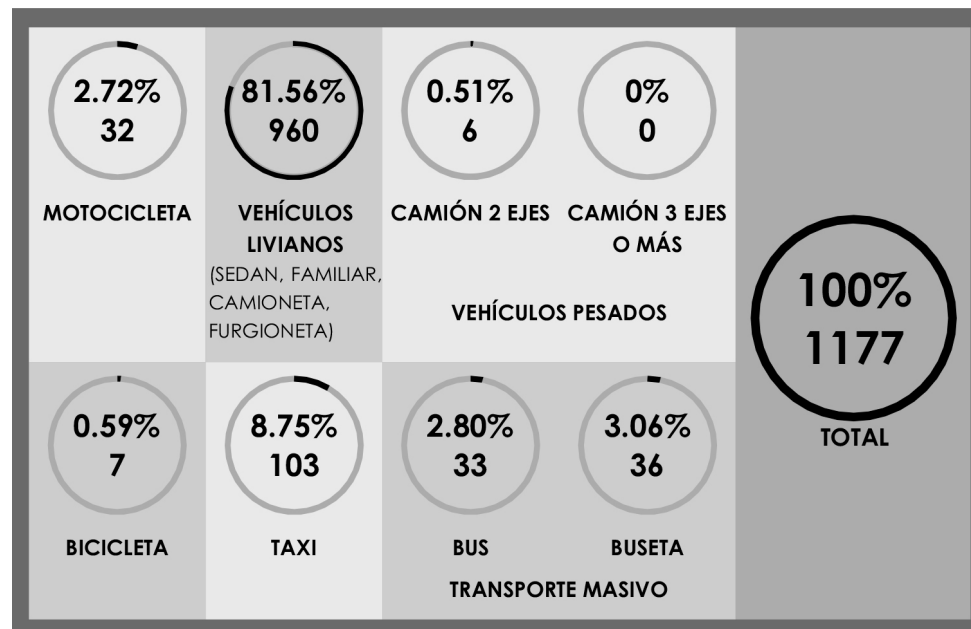 2.72%
32
MOTOCICLETA
81.56%
960
VEHÍCULOS
LIVIANOS
(SEDAN, FAMILIAR,
CAMIONETA,
FURGIONETA)
0.51%
6
CAMIÓN 2 EJES
0%
0
CAMIÓN 3 EJES
O MÁS
VEHÍCULOS PESADOS
0.59%
7
BICICLETA
8.75%
103
TAXI
2.80%
33
BUS
3.06%
36
BUSETA
TRANSPORTE MASIVO
100%
1177
TOTAL